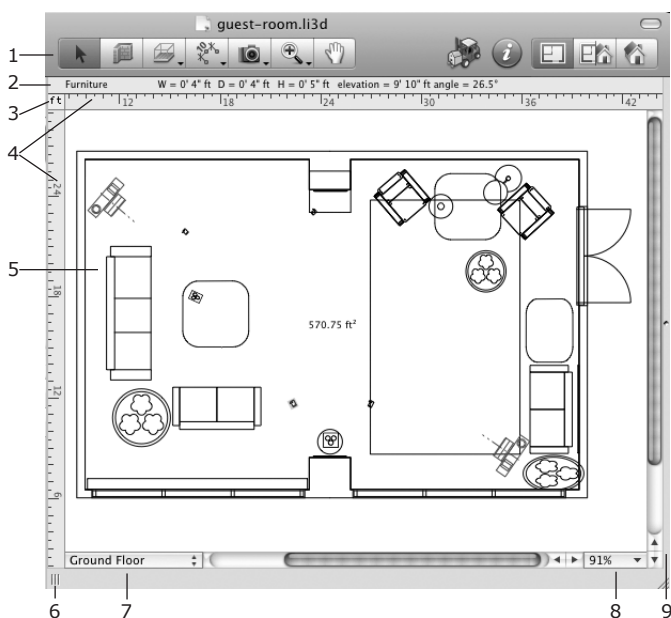 guest-room.li3d
1
2 Furniture W = 0' 4" ft D = 0' 4" ft H = 0' 5" ft elevation = 9' 10" ft angle = 26.5°
3 ft 12 18 24 30 36 42
4
24
5
18
570.75 ft²
12
6
Ground Floor 91%
6 7 8 9